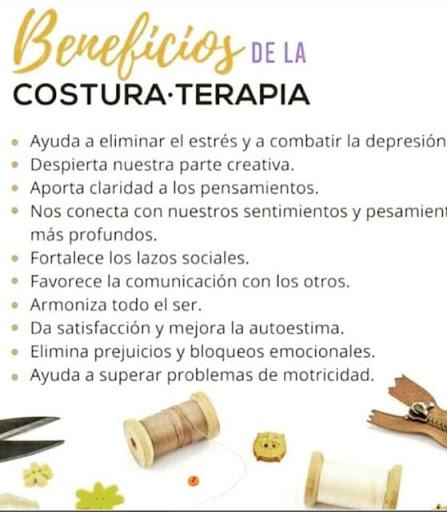 Beneficios DE LA
COSTURA·TERAPIA
• Ayuda a eliminar el estrés y a combatir la depresión
• Despierta nuestra parte creativa.
• Aporta claridad a los pensamientos.
• Nos conecta con nuestros sentimientos y pesamient
más profundos.
• Fortalece los lazos sociales.
• Favorece la comunicación con los otros.
• Armoniza todo el ser.
• Da satisfacción y mejora la autoestima.
• Elimina prejuicios y bloqueos emocionales.
• Ayuda a superar problemas de motricidad.